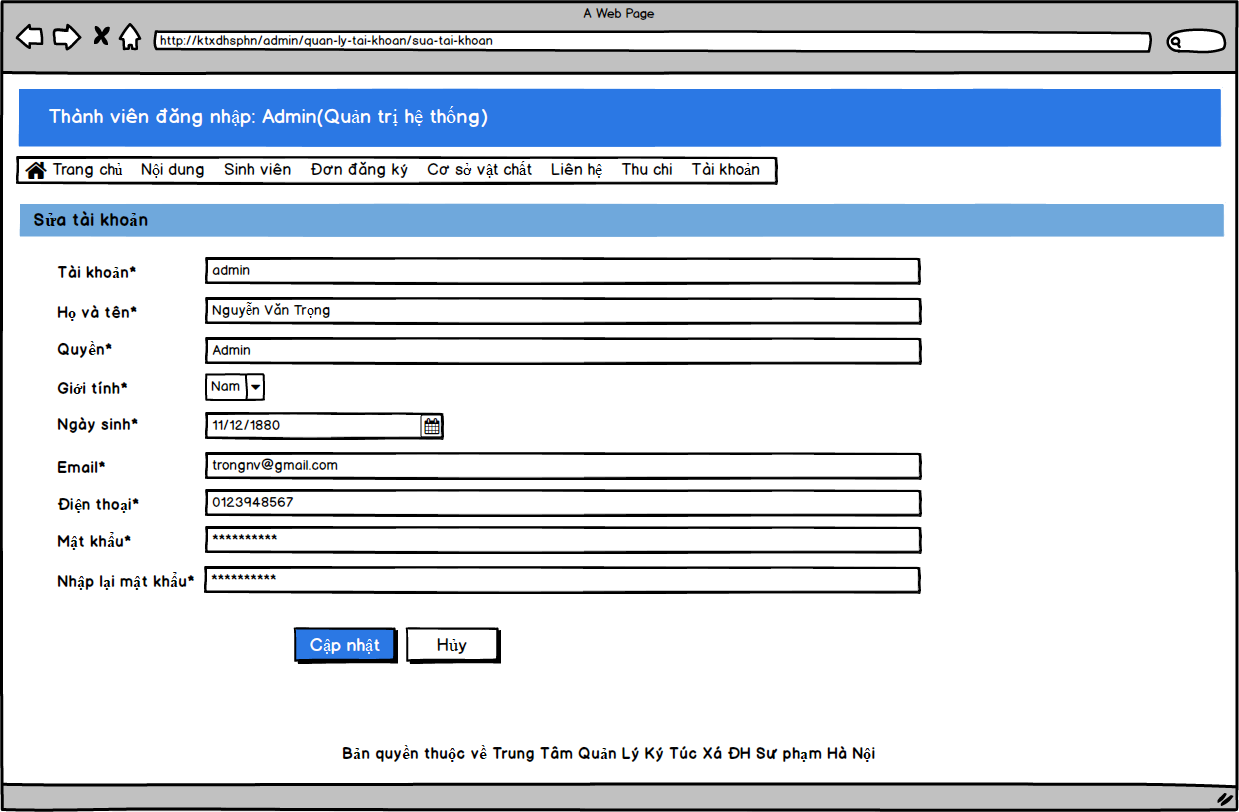 A Web Page
http://ktxdhsphn/admin/quan-ly-tai-khoan/sua-tai-khoan
Thành viên đăng nhập: Admin(Quản trị hệ thống)
Trang chủ Nội dung Sinh viên Đơn đăng ký Cơ sở vật chất Liên hệ Thu chi Tài khoản
Sửa tài khoản
Tài khoản* admin
Họ và tên* Nguyễn Văn Trọng
Quyền* Admin
Giới tính* Nam
Ngày sinh* 11/12/1880
Email* trongnv@gmail.com
Điện thoại* 0123948567
Mật khẩu* **********
Nhập lại mật khẩu* **********
Cập nhật Hủy
Bản quyền thuộc về Trung Tâm Quản Lý Ký Túc Xá ĐH Sư phạm Hà Nội